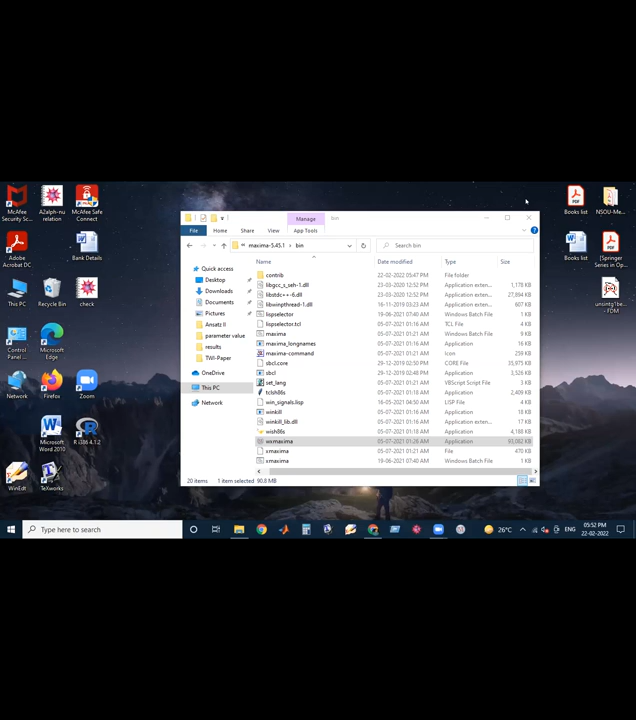 McAfee Security Sc...
A2alph-nu relation
McAfee Safe Connect
Adobe Acrobat DC
Bank Details
This PC
Recycle Bin
check
Control Panel ...
Microsoft Edge
Network
Firefox
Zoom
Microsoft Word 2010
R i386 4.1.2
WinEdt
TeXworks
Books list
NSOU-Me...
Books list
[Springer Series in Op...
unsintg1be... - FDM
Manage
bin
File
Home
Share
View
App Tools
maxima-5.45.1 > bin
Search bin
Quick access
Desktop
Downloads
Documents
Pictures
Ansatz II
parameter value
results
TWI-Paper
OneDrive
This PC
Network
Name Date modified Type Size
contrib 22-02-2022 05:47 PM File folder
libgcc_s_seh-1.dll 21-03-2020 12:52 PM Application exten... 1,178 KB
libstdc++-6.dll 21-03-2020 12:52 PM Application exten... 27,894 KB
libwinpthread-1.dll 16-11-2019 03:23 AM Application exten... 607 KB
lispselector 19-06-2021 07:40 AM Windows Batch File 1 KB
lispselector.tcl 05-07-2021 01:16 AM TCL File 4 KB
maxima 05-07-2021 01:21 AM Windows Batch File 9 KB
maxima_longnames 05-07-2021 01:21 AM Application 16 KB
maxima-command 05-07-2021 01:16 AM Icon 259 KB
sbcl.core 29-12-2019 02:50 PM CORE File 35,975 KB
sbcl 29-12-2019 02:48 PM Application 3,526 KB
set_lang 05-07-2021 01:21 AM VBScript Script File 3 KB
tclsh86s 05-07-2021 01:17 AM Application 2,409 KB
win_signals.lisp 16-05-2021 04:50 AM LISP File 4 KB
winkill 05-07-2021 01:16 AM Application 18 KB
winkill_lib.dll 05-07-2021 01:16 AM Application exten... 17 KB
wish86s 05-07-2021 01:18 AM Application 4,188 KB
wxmaxima 05-07-2021 01:28 AM Application 93,062 KB
xmaxima 05-07-2021 01:21 AM File 470 KB
xmaxima 19-06-2021 07:40 AM Windows Batch File 1 KB
20 items 1 item selected 90.8 MB
Type here to search
26°C
ENG
05:52 PM
22-02-2022